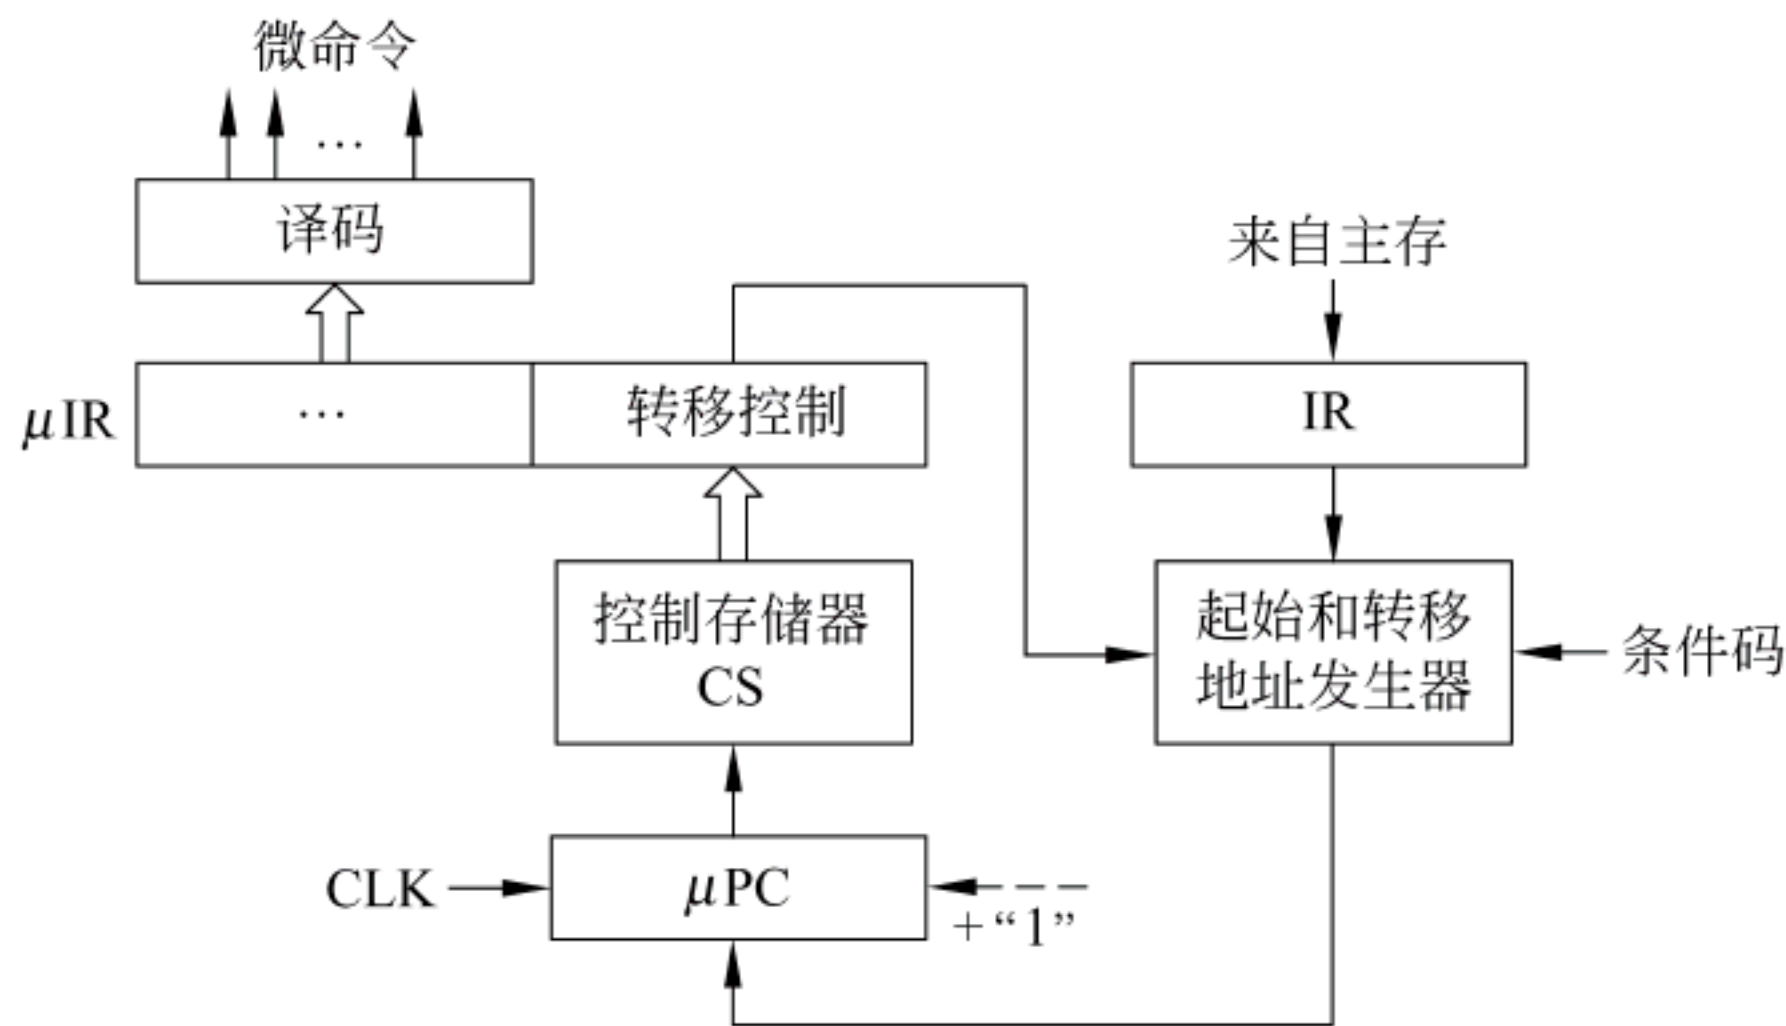 微命令
…
译码
来自主存
μIR
…
转移控制
IR
控制存储器
CS
起始和转移
地址发生器
条件码
CLK
μPC
+“1”